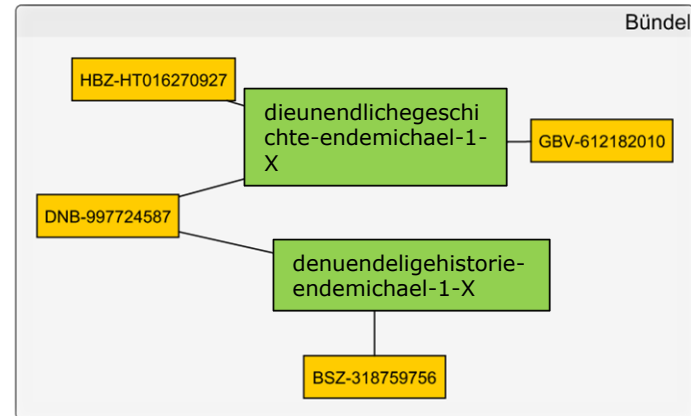 Bündel
HBZ-HT016270927
dieunendlichegeschi
chte-endemichael-1-
X
GBV-612182010
DNB-997724587
denuendeligehistorie-
endemichael-1-X
BSZ-318759756